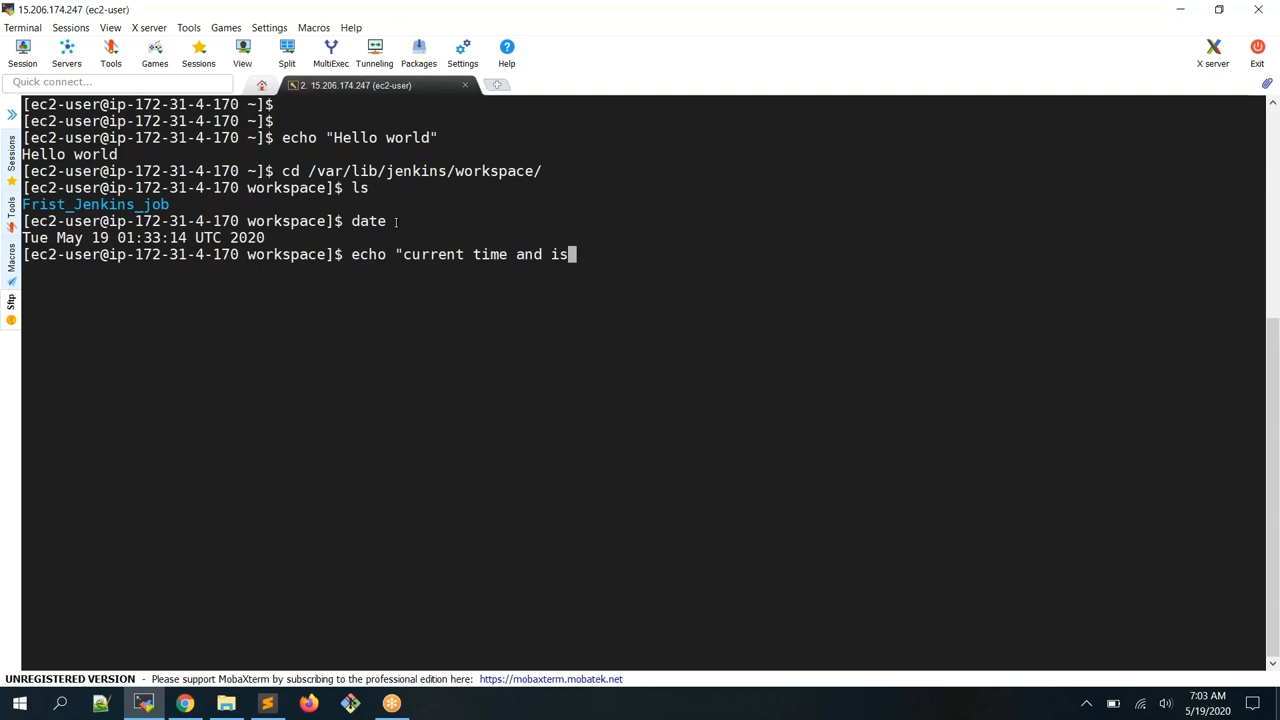 15.206.174.247 (ec2-user)
Terminal Sessions View X server Tools Games Settings Macros Help
Session Servers Tools Games Sessions View Split MultiExec Tunneling Packages Settings Help X server Exit
Quick connect... 2. 15.206.174.247 (ec2-user)
[ec2-user@ip-172-31-4-170 ~]$
[ec2-user@ip-172-31-4-170 ~]$
[ec2-user@ip-172-31-4-170 ~]$ echo "Hello world"
Hello world
[ec2-user@ip-172-31-4-170 ~]$ cd /var/lib/jenkins/workspace/
[ec2-user@ip-172-31-4-170 workspace]$ ls
Frist_Jenkins_job
[ec2-user@ip-172-31-4-170 workspace]$ date
Tue May 19 01:33:14 UTC 2020
[ec2-user@ip-172-31-4-170 workspace]$ echo "current time and is
Sessions
Tools
Macros
Sftp
UNREGISTERED VERSION - Please support MobaXterm by subscribing to the professional edition here: https://mobaxterm.mobatek.net
7:03 AM
5/19/2020